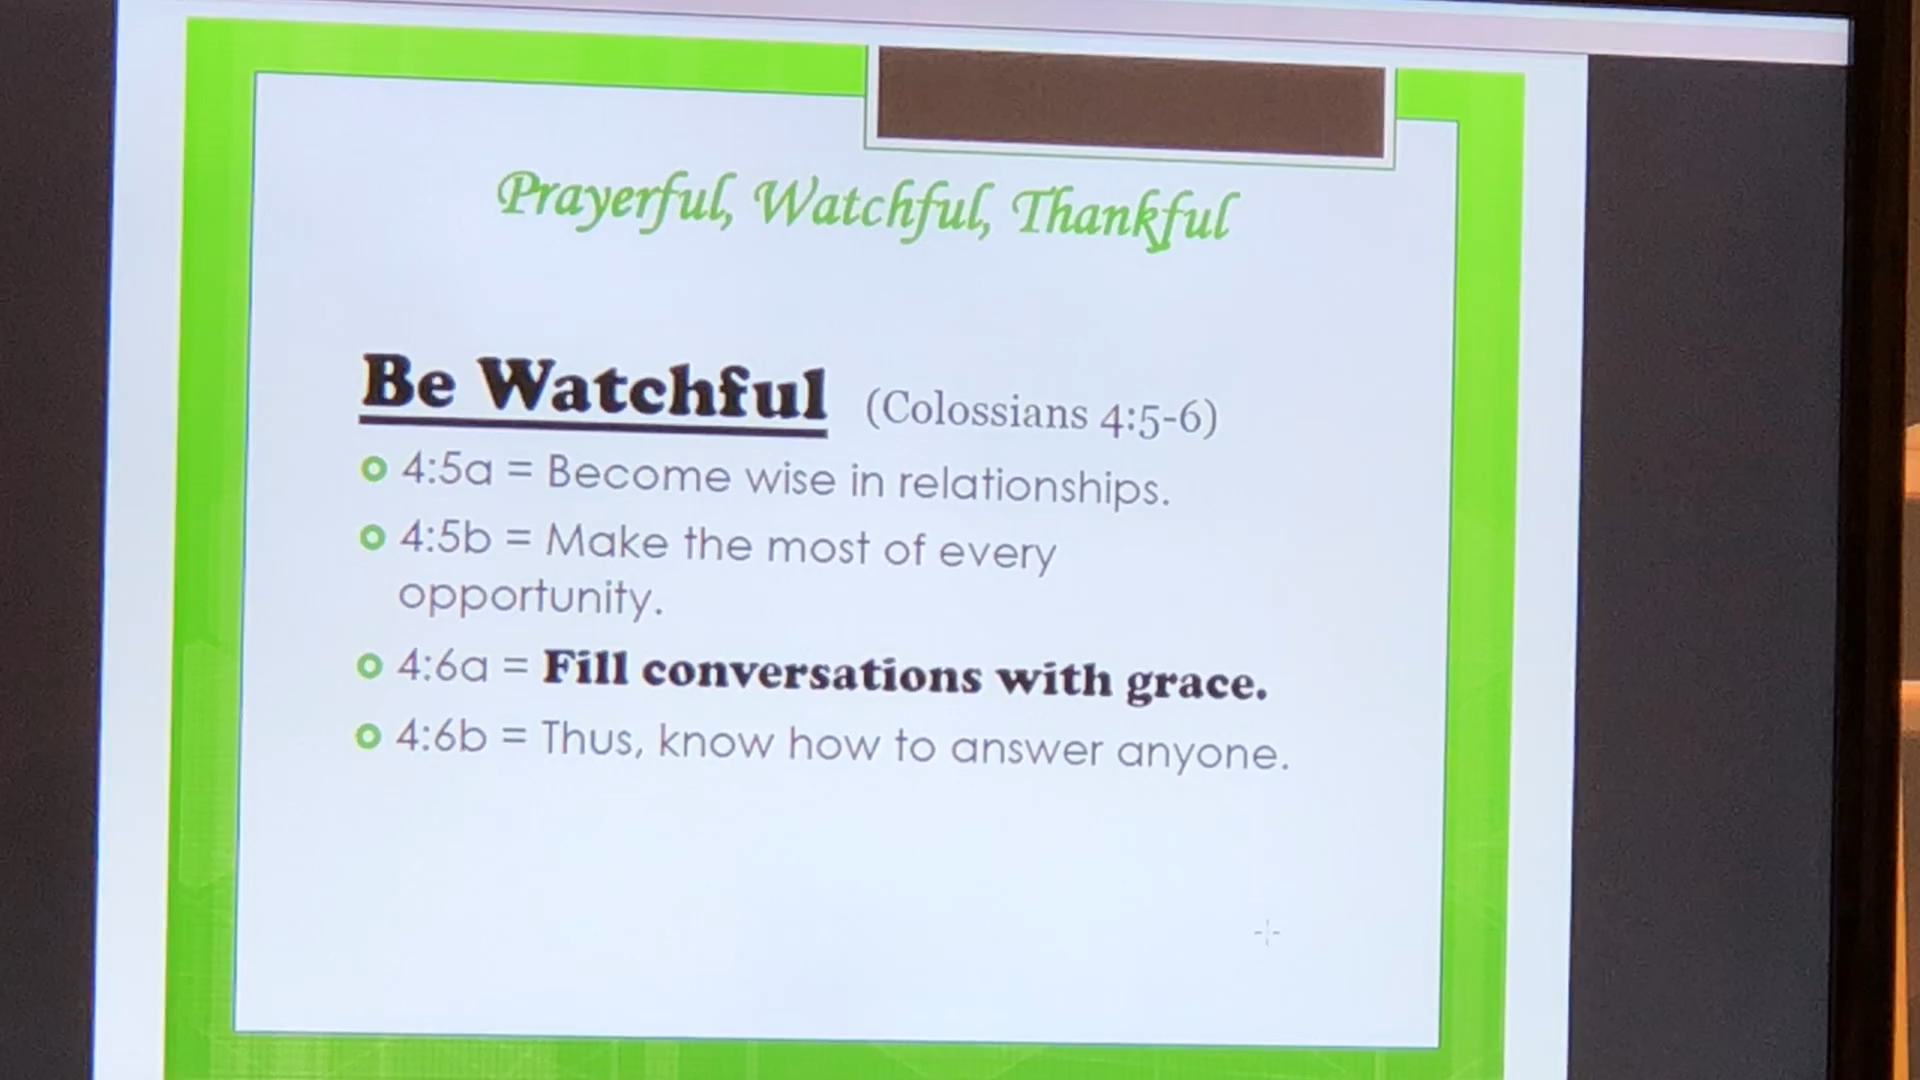 Prayerful, Watchful, Thankful
Be Watchful (Colossians 4:5-6)
4:5a = Become wise in relationships.
4:5b = Make the most of every
opportunity.
4:6a = Fill conversations with grace.
4:6b = Thus, know how to answer anyone.